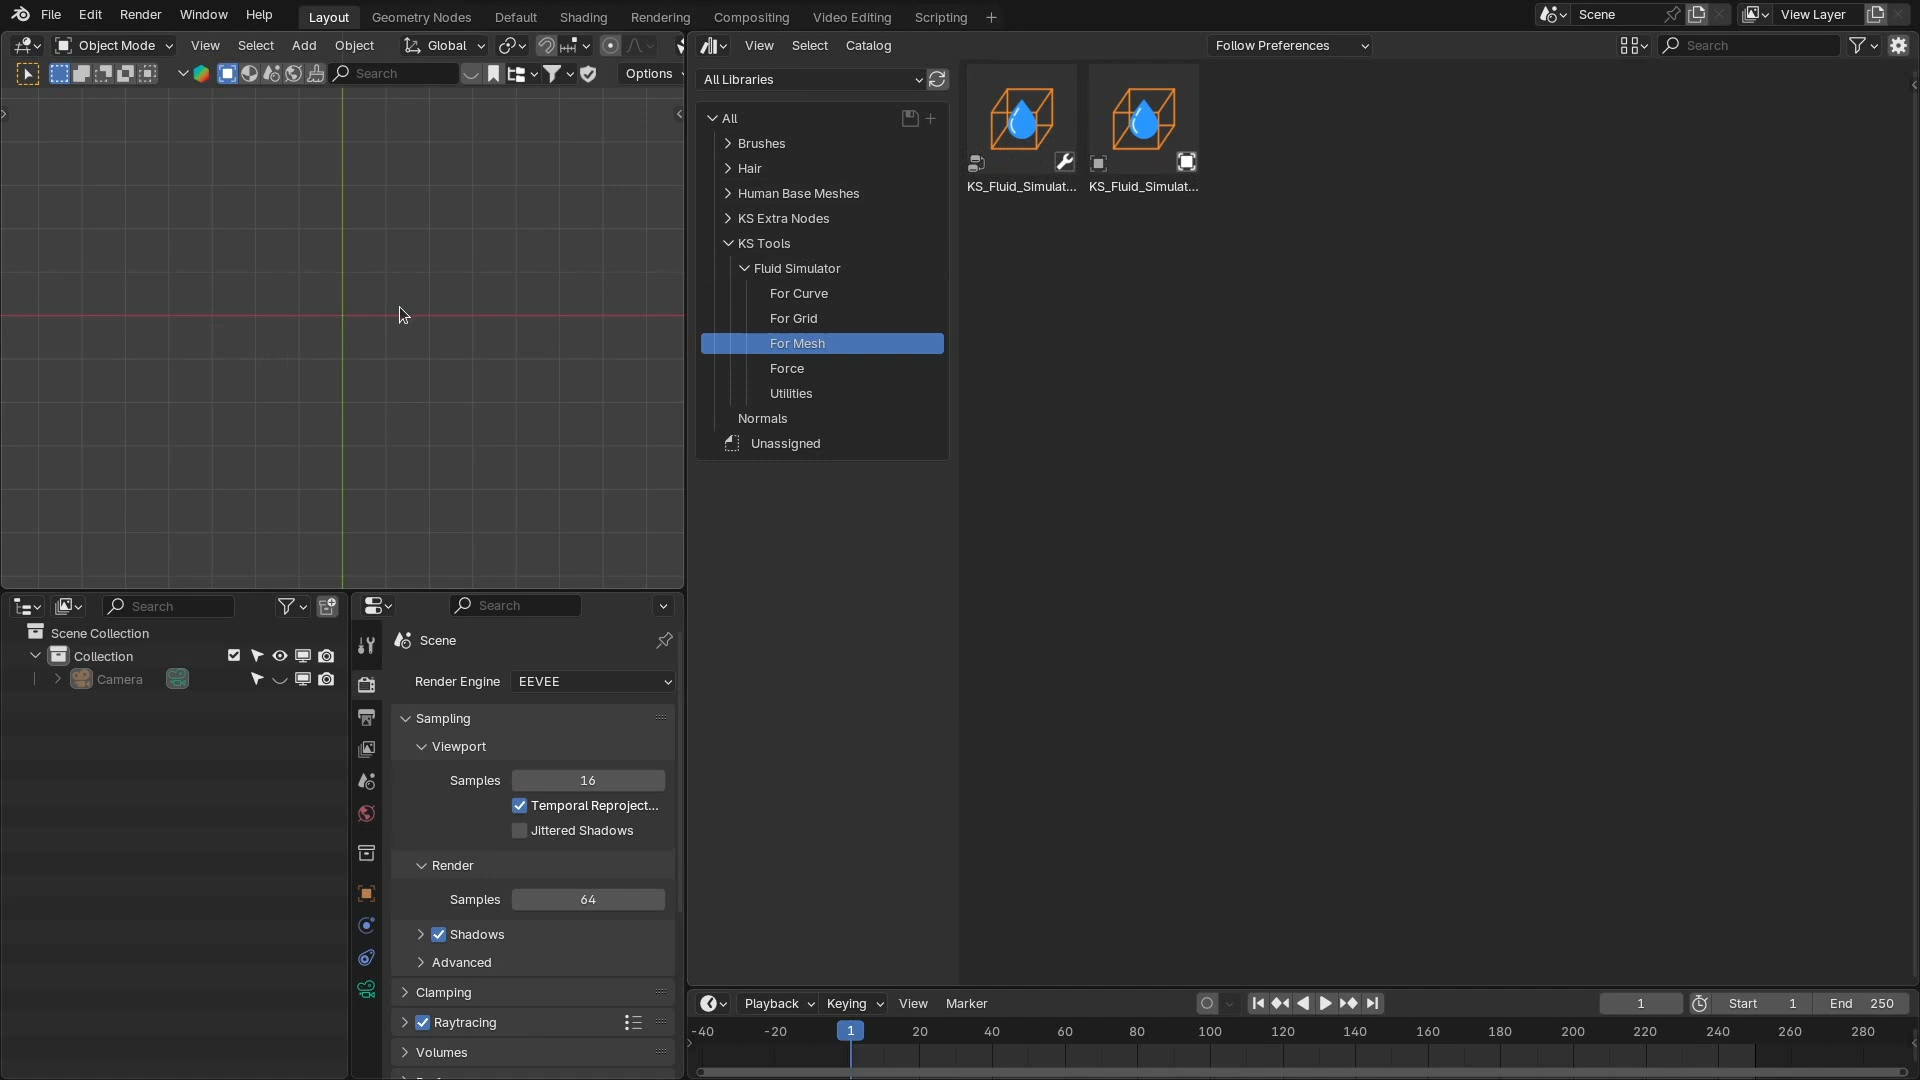 File Edit Render Window Help Layout Geometry Nodes Default Shading Rendering Compositing Video Editing Scripting Scene View Layer
Object Mode View Select Add Object Global
Search Options
View Select Catalog Follow Preferences Search
All Libraries
All
Brushes
Hair
Human Base Meshes
KS Extra Nodes
KS Tools
Fluid Simulator
For Curve
For Grid
For Mesh
Force
Utilities
Normals
Unassigned
KS_Fluid_Simulat... KS_Fluid_Simulat...
Search
Scene Collection
Collection
Camera
Search
Scene
Render Engine EEVEE
Sampling
Viewport
Samples 16
Temporal Reproject...
Jittered Shadows
Render
Samples 64
Shadows
Advanced
Clamping
Raytracing
Volumes
Playback Keying View Marker 1 Start 1 End 250
-40 -20 1 20 40 60 80 100 120 140 160 180 200 220 240 260 280